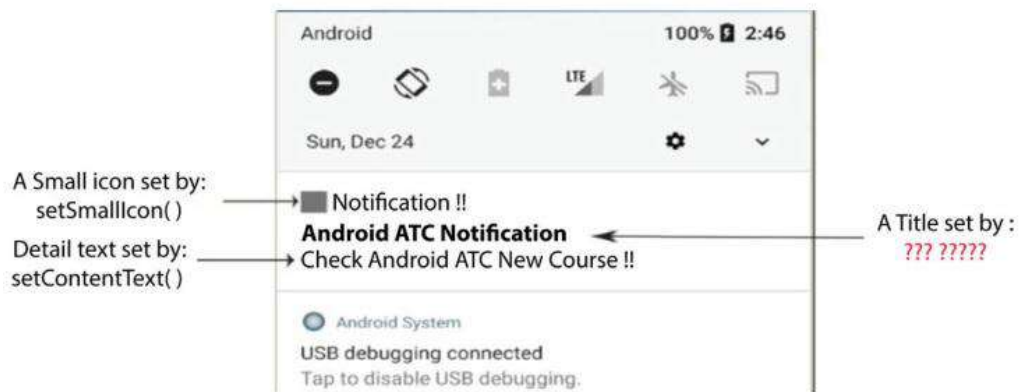 Android 100% 2:46
LTE
Sun, Dec 24
A Small icon set by:
setSmallIcon( )
Notification !!
Android ATC Notification
A Title set by :
??? ?????
Detail text set by:
setContentText( )
Check Android ATC New Course !!
Android System
USB debugging connected
Tap to disable USB debugging.